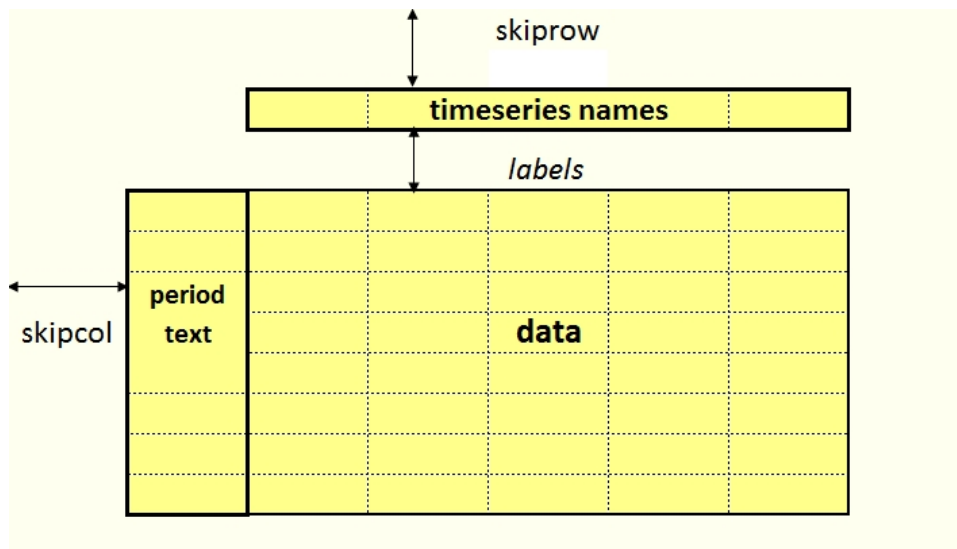 skiprow
timeseries names
labels
period
text
skipcol
data